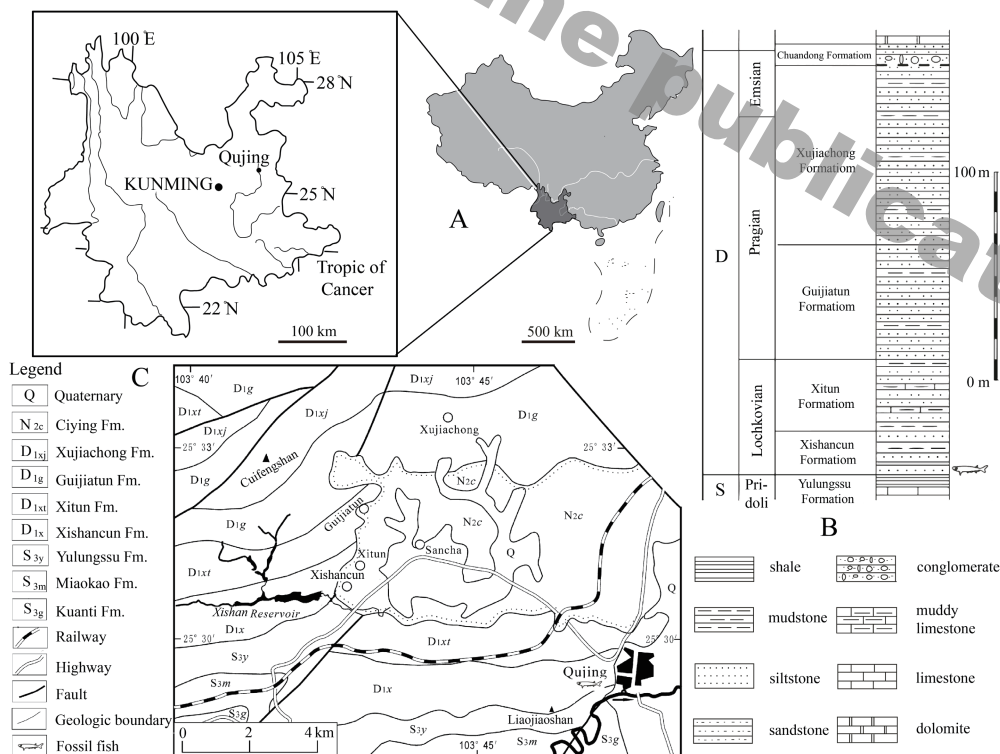 100°E
105°E
28°N
Qujing
KUNMING
25°N
Tropic of
Cancer
22°N
100 km
A
500 km
me publicat
D
S
Emsian
Pragian
Lochkovian
Pri-
doli
Chuandong Formatiom
Xujiachong
Formatiom
Guijiatun
Formatiom
Xitun
Formatiom
Xishancun
Formatiom
Yulungssu
Formation
100 m
0 m
B
shale
mudstone
siltstone
sandstone
conglomerate
muddy
limestone
limestone
dolomite
Legend
Q Quaternary
N2c Ciying Fm.
D1xj Xujiachong Fm.
D1g Guijiatun Fm.
D1xt Xitun Fm.
D1x Xishancun Fm.
S3y Yulungssu Fm.
S3m Miaokao Fm.
S3g Kuanti Fm.
Railway
Highway
Fault
Geologic boundary
Fossil fish
C
103° 40'
103° 45'
D1g
D1xj
D1xt
D1xj
D1xj
D1g
Xujiachong
25° 33'
25° 33'
Cuifengshan
D1g
N2c
Guijiatun
D1g
N2c
N2c
Xitun
Sancha
Q
D1xt
Xishancun
Q
Xishan Reservoir
D1x
25° 30'
25° 30'
D1xt
S3y
Qujing
S3m
D1x
S3g
Liaojiaoshan
S3y
S3m
S3g
0 2 4 km
103° 45'